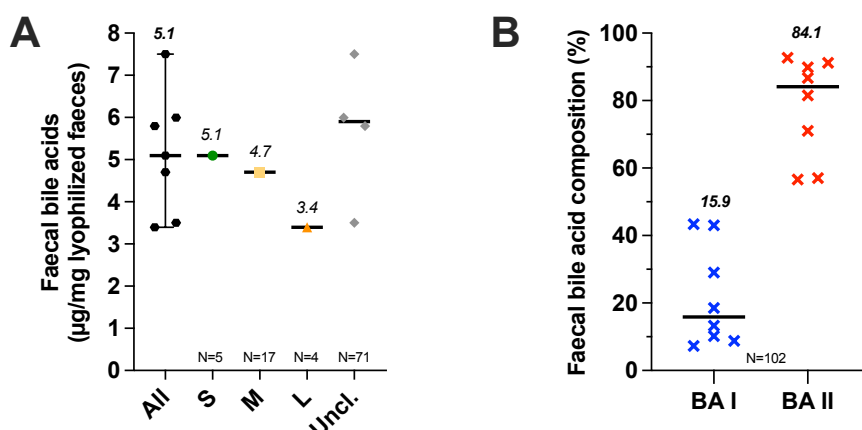 A
Faecal bile acids
(µg/mg lyophilized faeces)
8
7
6
5
4
3
2
1
0
5.1
5.1
4.7
3.4
N=5
N=17
N=4
N=71
All
S
M
L
Uncl.
B
Faecal bile acid composition (%)
100
80
60
40
20
0
15.9
84.1
N=102
BA I
BA II